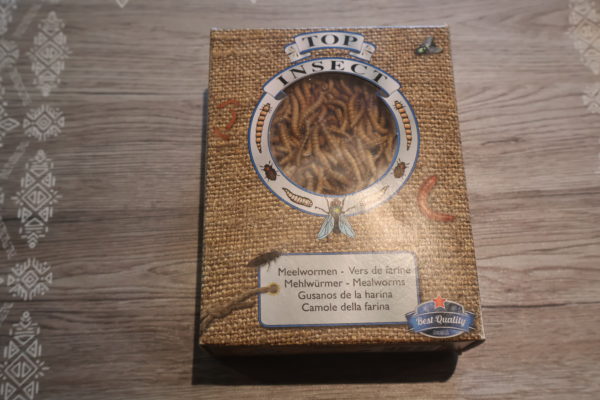 TOP
INSECT
Meelwormen - Vers de farine
Mehlwürmer - Mealworms
Gusanos de la harina
Camole della farina
Best Quality